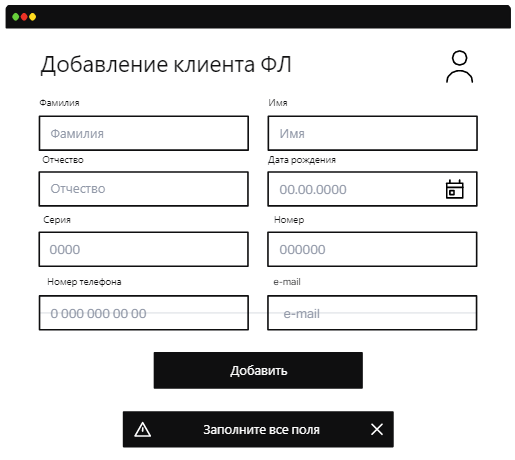 Добавление клиента ФЛ
Фамилия Имя
Фамилия Имя
Отчество Дата рождения
Отчество 00.00.0000
Серия Номер
0000 000000
Номер телефона e-mail
0 000 000 00 00 e-mail
Добавить
Заполните все поля